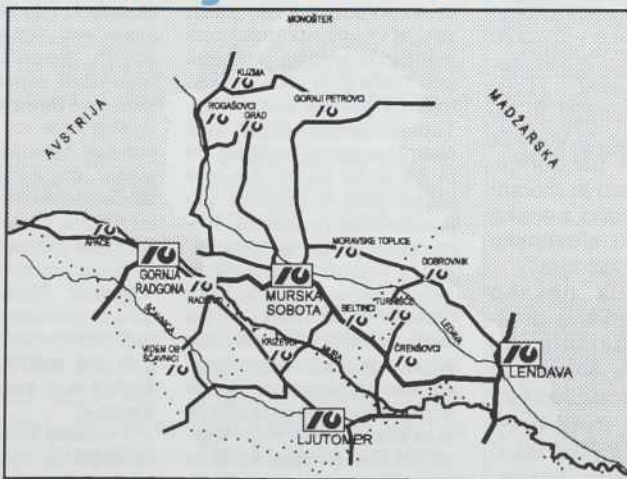 MONOŠTER
KUZMA
ROGAŠOVCI
GRAD
GORNJI PETROVCI
AVSTRIJA
MADŽARSKA
APAČE
GORNJA
RADGONA
MORAVSKE TOPLICE
DOBROVNIK
MURSKA
SOBOTA
BELTINCI
TURNIŠČE
LEDAVA
ŠČAVNICA
VIDEM OB
ŠČAVNICI
KRIŽEVCI
MURA
ČRENŠOVCI
LENDAVA
LJUTOMER